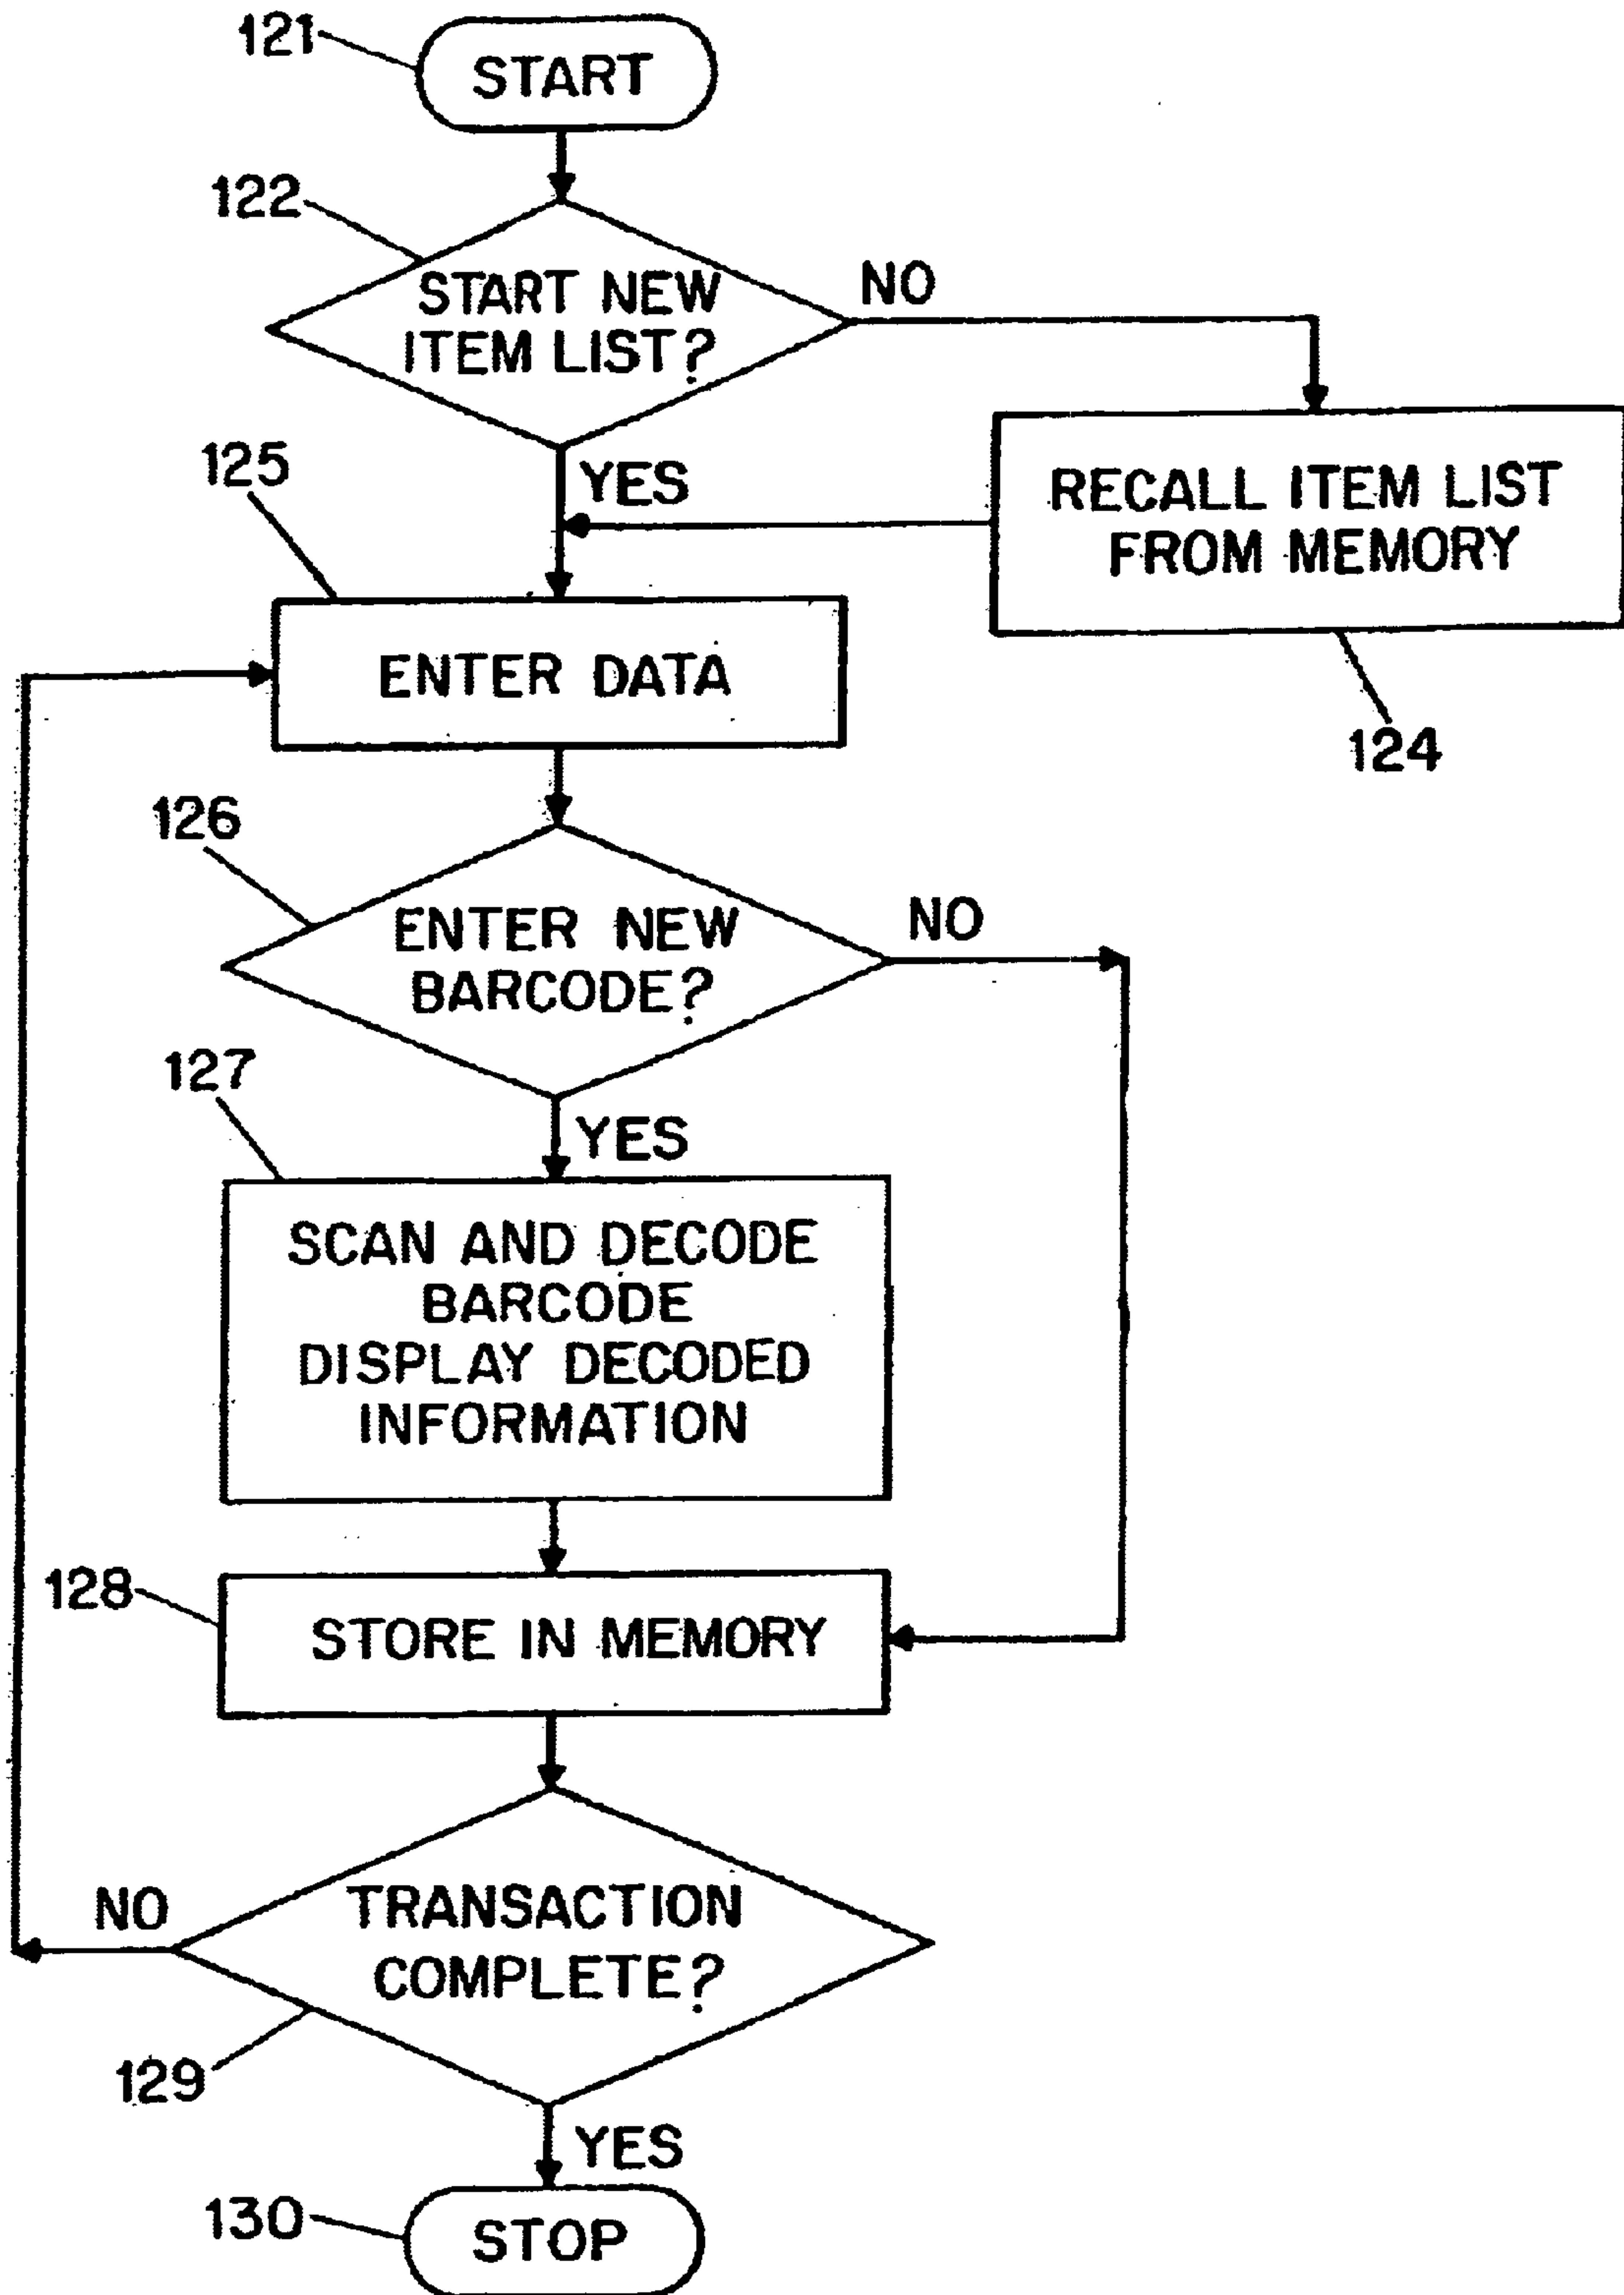 121
START
122
START NEW
ITEM LIST?
NO
125
YES
RECALL ITEM LIST
FROM MEMORY
124
ENTER DATA
126
ENTER NEW
BARCODE?
NO
127
YES
SCAN AND DECODE
BARCODE
DISPLAY DECODED
INFORMATION
128
STORE IN MEMORY
NO
TRANSACTION
COMPLETE?
129
YES
130
STOP